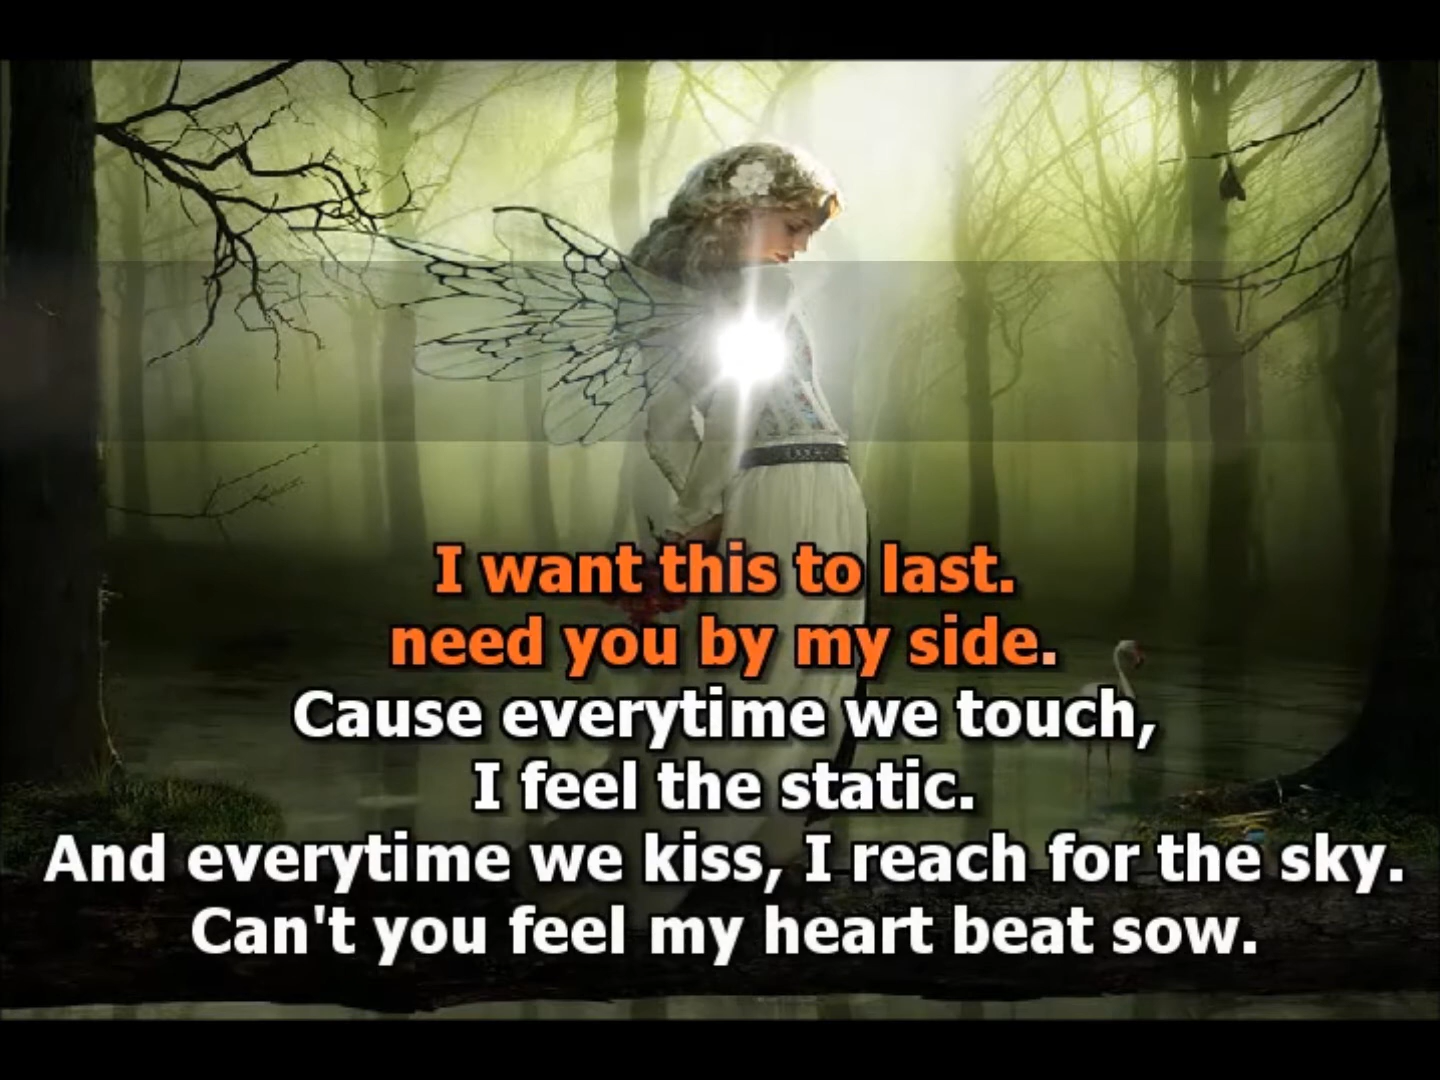 I want this to last.
need you by my side.
Cause everytime we touch,
I feel the static.
And everytime we kiss, I reach for the sky.
Can't you feel my heart beat sow.